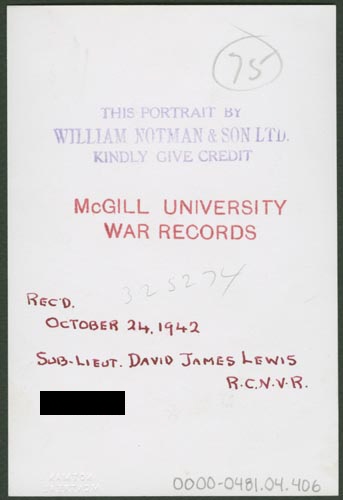 75
THIS PORTRAIT BY
WILLIAM NOTMAN & SON LTD.
KINDLY GIVE CREDIT
McGILL UNIVERSITY
WAR RECORDS
325274
REC'D.
OCTOBER 24, 1942
SUB-LIEUT. DAVID JAMES LEWIS
R.C.N.V.R.
0000-0481.04.406